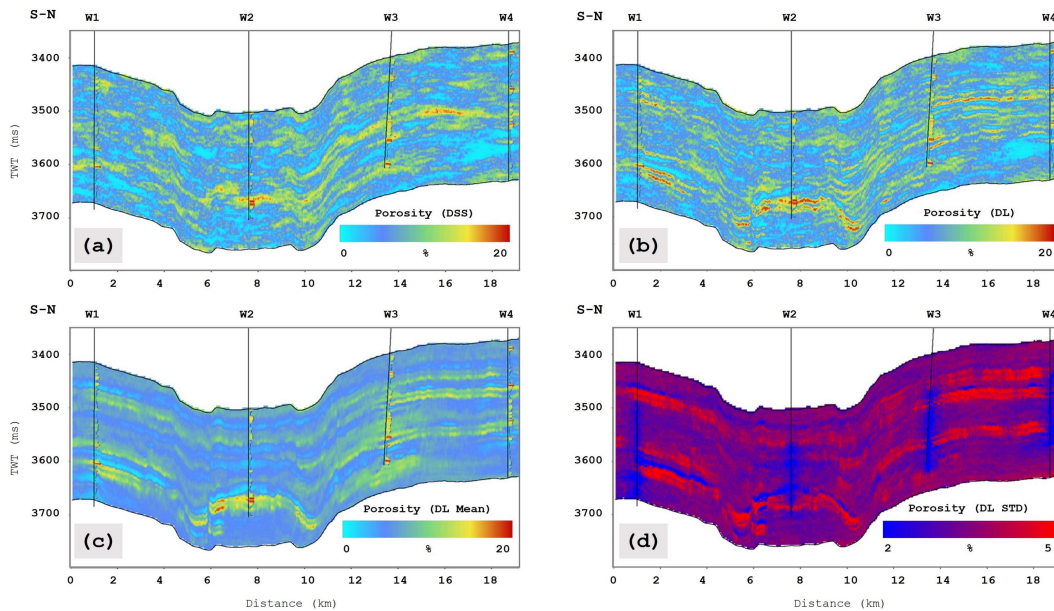 S-N W1 W2 W3 W4
3400
3500
3600
3700
TWT (ms)
Porosity (DSS)
0 % 20
(a)
0 2 4 6 8 10 12 14 16 18
S-N W1 W2 W3 W4
3400
3500
3600
3700
Porosity (DL)
0 % 20
(b)
0 2 4 6 8 10 12 14 16 18
S-N W1 W2 W3 W4
3400
3500
3600
3700
TWT (ms)
Porosity (DL Mean)
0 % 20
(c)
0 2 4 6 8 10 12 14 16 18
Distance (km)
S-N W1 W2 W3 W4
3400
3500
3600
3700
Porosity (DL STD)
2 % 5
(d)
0 2 4 6 8 10 12 14 16 18
Distance (km)